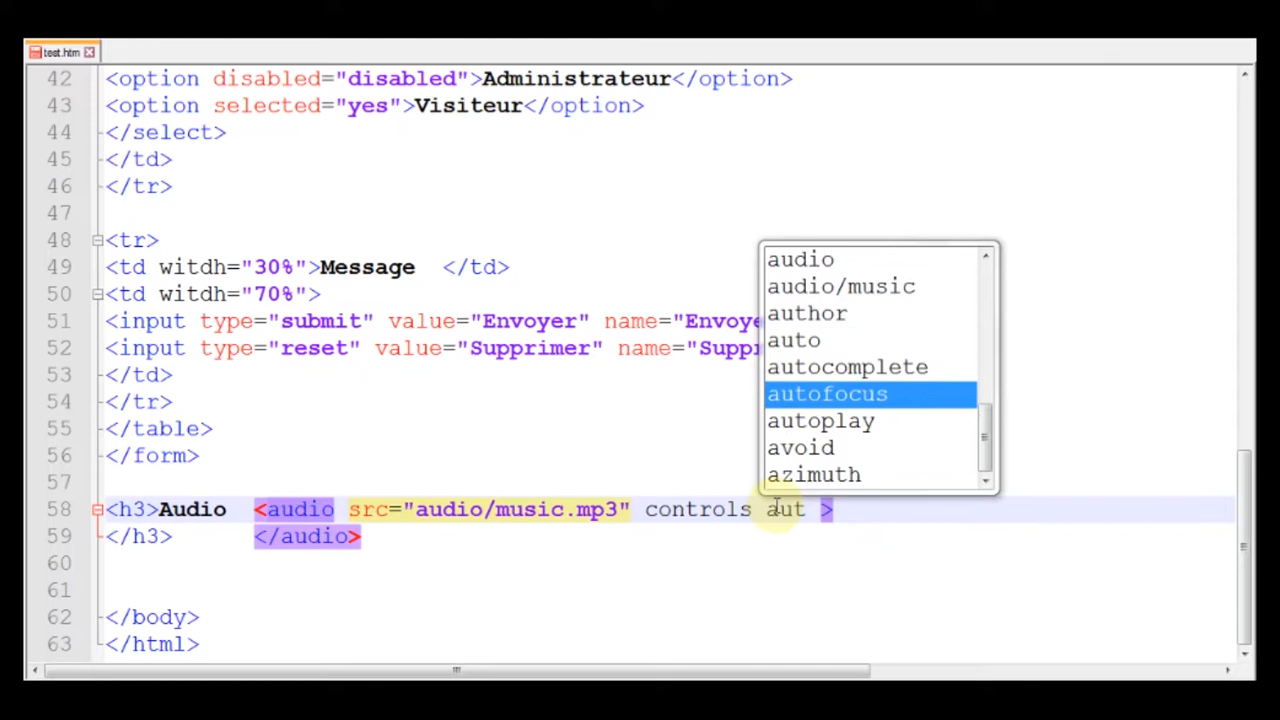 test.htm
42 <option disabled="disabled">Administrateur</option>
43 <option selected="yes">Visiteur</option>
44 </select>
45 </td>
46 </tr>
47
48 <tr>
49 <td witdh="30%">Message </td>
50 <td witdh="70%">
51 <input type="submit" value="Envoyer" name="Envoye
52 <input type="reset" value="Supprimer" name="Suppr
53 </td>
54 </tr>
55 </table>
56 </form>
57
58 <h3>Audio <audio src="audio/music.mp3" controls aut >
59 </h3> </audio>
60
61
62 </body>
63 </html>
audio
audio/music
author
auto
autocomplete
autofocus
autoplay
avoid
azimuth